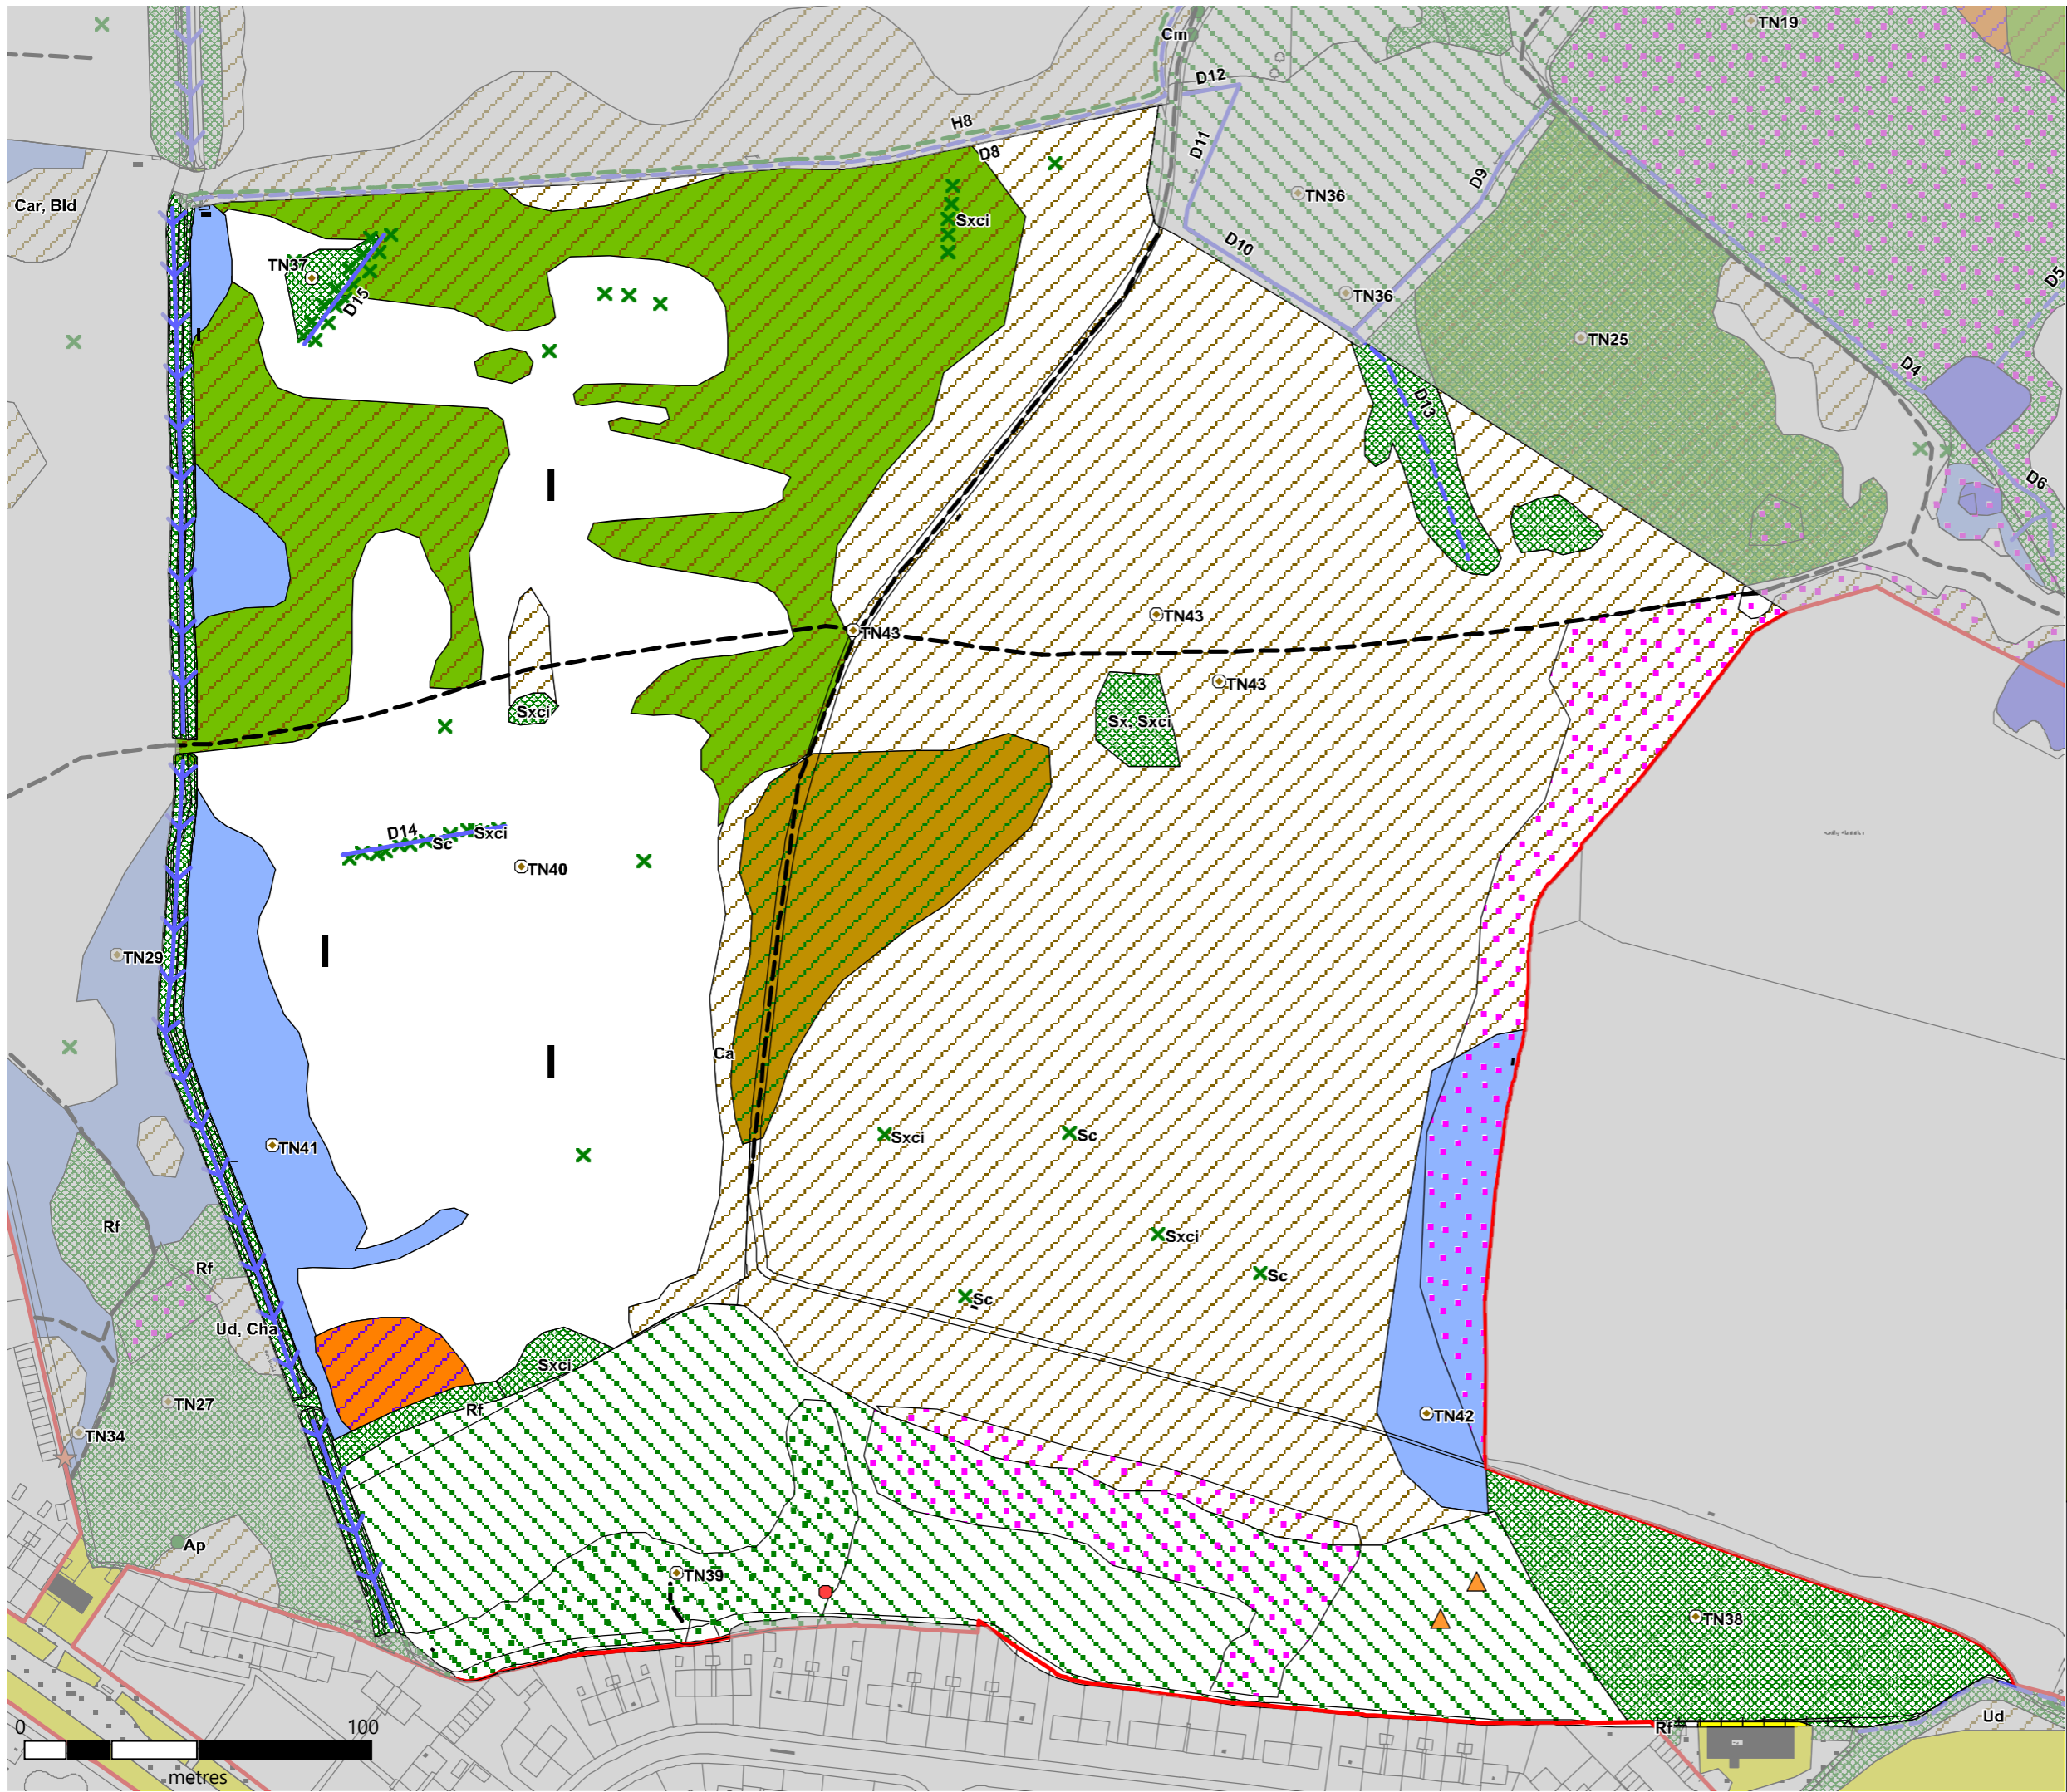 Cm
TN19
D12
H8
D8
D11
D9
TN36
Car, Bld
Sxci
D10
TN37
D15
TN36
TN25
D5
D4
D13
D6
I
I
TN43
TN43
TN43
Sxci
Sx, Sxci
D14
Sxci
Sc
TN40
I
TN29
Ca
I
Sxci
Sc
TN41
Rf
Sxci
Rf
Sc
Sc
Ud, Cha
Sxci
TN27
Rf
TN42
TN34
Ap
TN39
TN38
Ud
Rf
0 100
metres